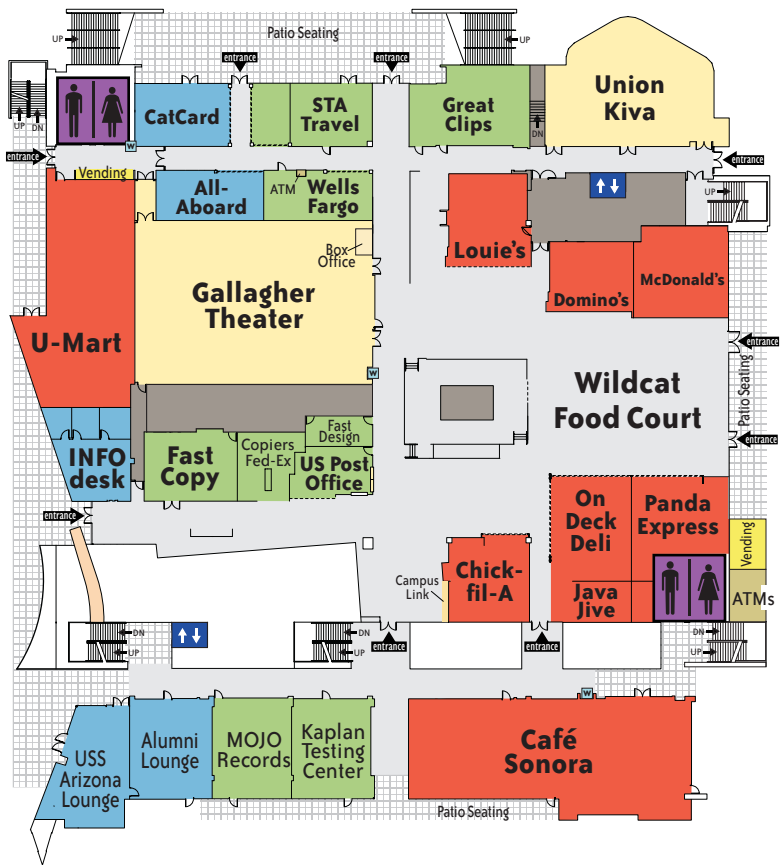 Patio Seating
UP
UP
entrance
entrance
UP
DN
CatCard
STA
Travel
Great
Clips
DN
Union
Kiva
W
entrance
entrance
Vending
All-
Aboard
ATM
Wells
Fargo
UP
Louie's
Box
Office
Domino's
McDonald's
Gallagher
Theater
U-Mart
entrance
W
Wildcat
Food Court
Patio Seating
entrance
INFO
desk
Fast
Copy
Copiers
Fed-Ex
Fast
Design
US Post
Office
entrance
On
Deck
Deli
Panda
Express
Vending
Chick-
fil-A
Campus
Link
Java
Jive
ATMs
DN
UP
DN
UP
entrance
entrance
DN
UP
W
USS
Arizona
Lounge
Alumni
Lounge
MOJO
Records
Kaplan
Testing
Center
Café
Sonora
Patio Seating